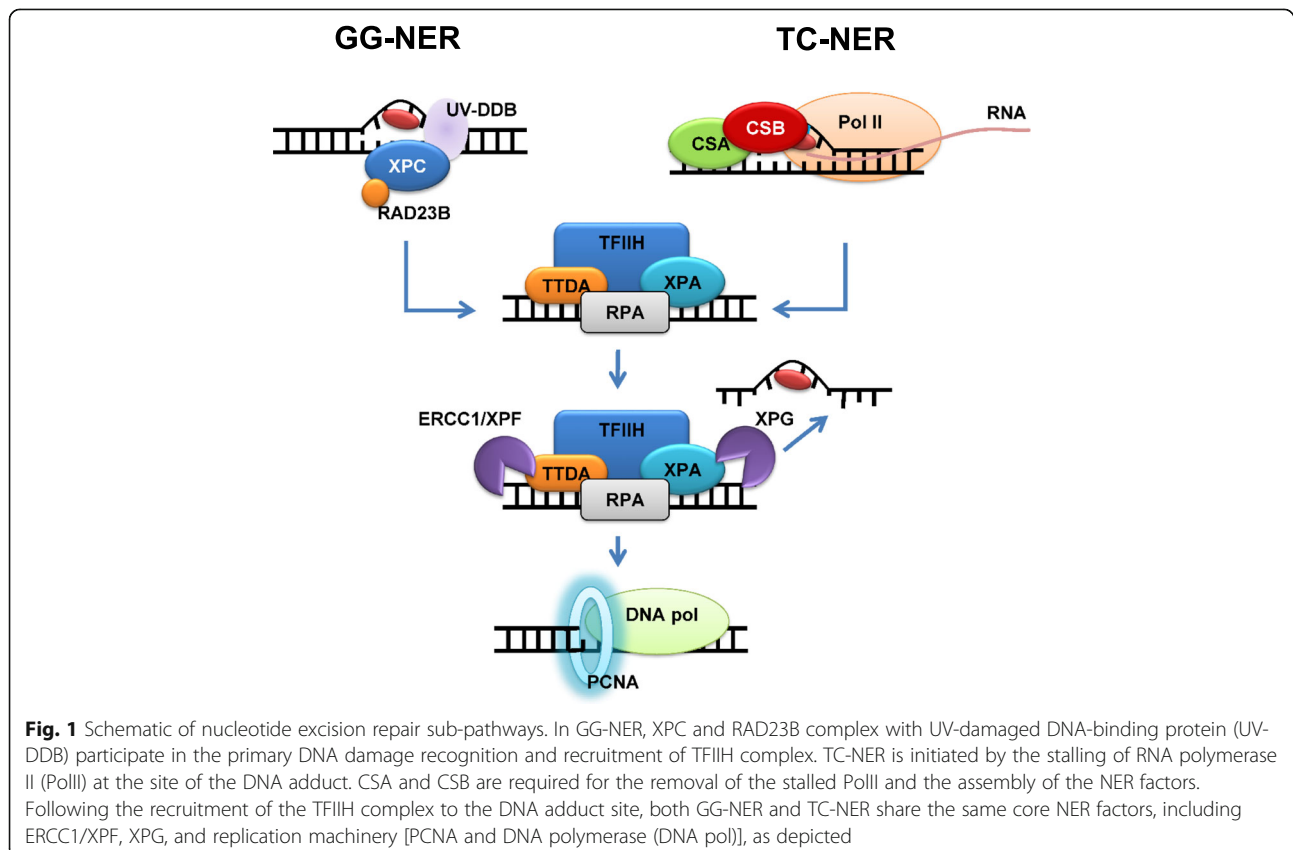 GG-NER
TC-NER
UV-DDB
XPC
RAD23B
CSA
CSB
Pol II
RNA
TFIIH
TTDA
XPA
RPA
ERCC1/XPF
TFIIH
XPG
TTDA
XPA
RPA
DNA pol
PCNA
Fig. 1 Schematic of nucleotide excision repair sub-pathways. In GG-NER, XPC and RAD23B complex with UV-damaged DNA-binding protein (UV-
DDB) participate in the primary DNA damage recognition and recruitment of TFIIH complex. TC-NER is initiated by the stalling of RNA polymerase
II (PolII) at the site of the DNA adduct. CSA and CSB are required for the removal of the stalled PolII and the assembly of the NER factors.
Following the recruitment of the TFIIH complex to the DNA adduct site, both GG-NER and TC-NER share the same core NER factors, including
ERCC1/XPF, XPG, and replication machinery [PCNA and DNA polymerase (DNA pol)], as depicted